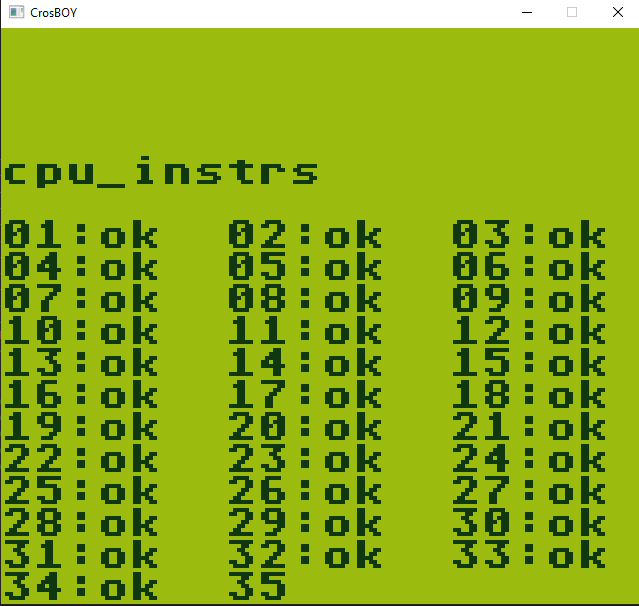 CrosBOY
cpu_instrs
01:ok 02:ok 03:ok
04:ok 05:ok 06:ok
07:ok 08:ok 09:ok
10:ok 11:ok 12:ok
13:ok 14:ok 15:ok
16:ok 17:ok 18:ok
19:ok 20:ok 21:ok
22:ok 23:ok 24:ok
25:ok 26:ok 27:ok
28:ok 29:ok 30:ok
31:ok 32:ok 33:ok
34:ok 35